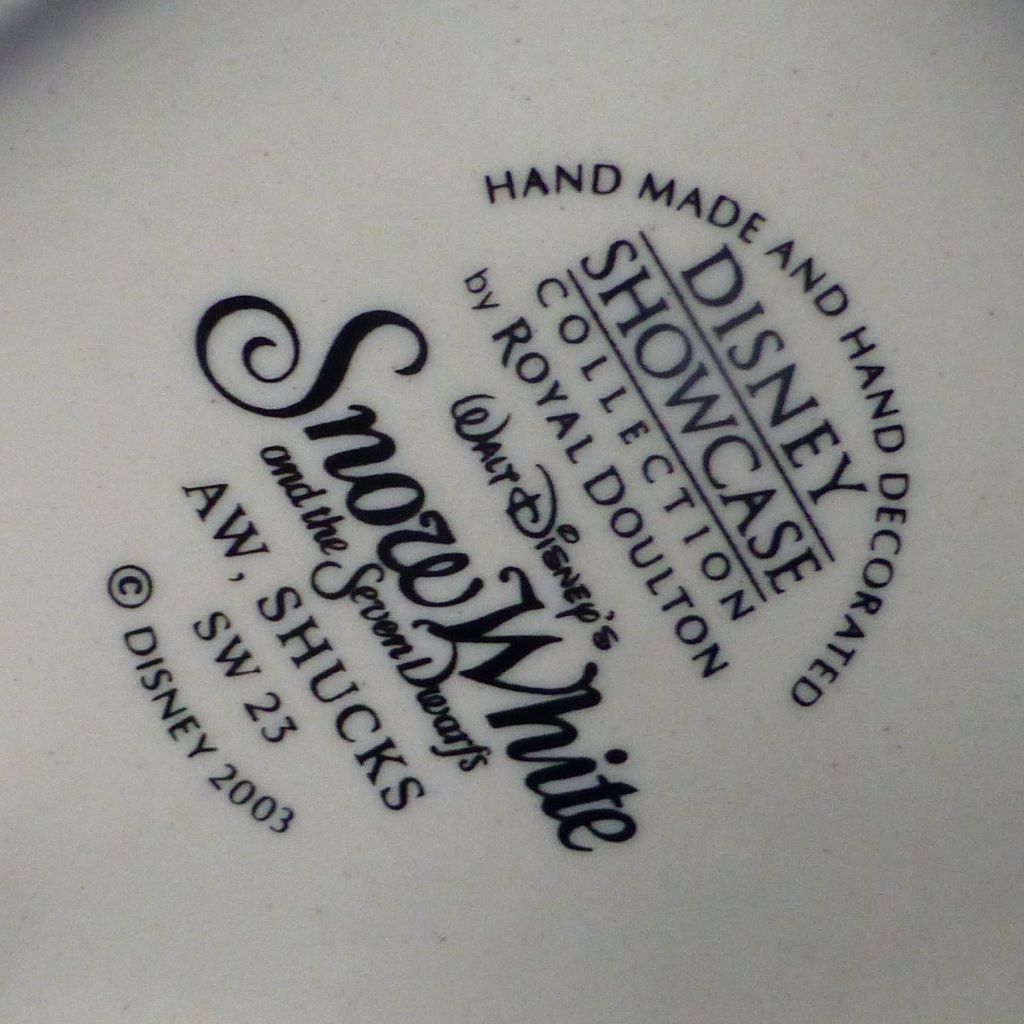 HAND MADE AND HAND DECORATED
DISNEY
SHOWCASE
COLLECTION
by ROYAL DOULTON
WALT DISNEY'S
Snow White
and the Seven Dwarfs
AW, SHUCKS
SW 23
© DISNEY 2003